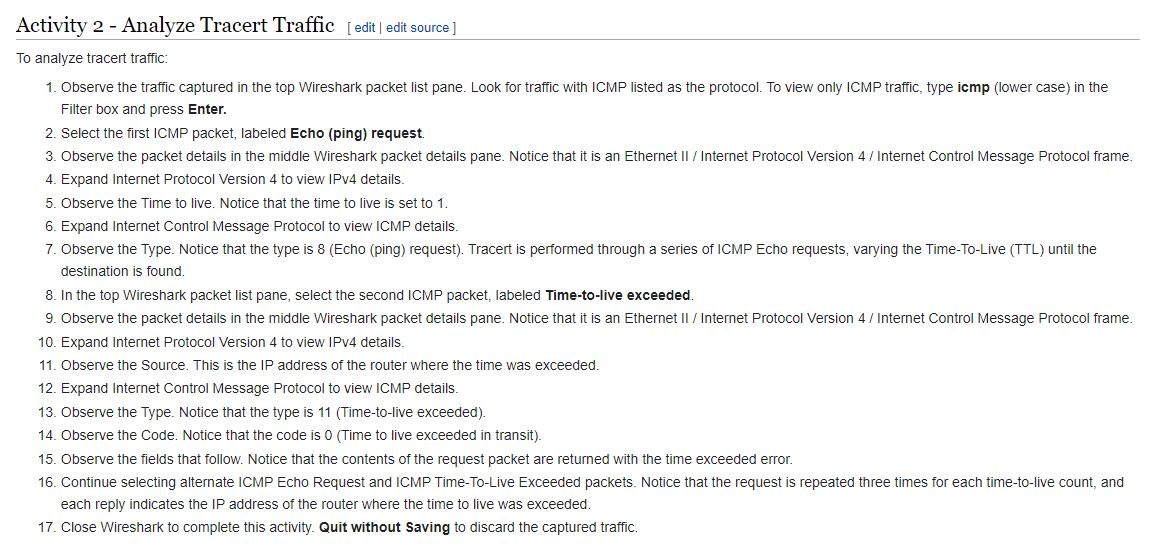 Activity 2 - Analyze Tracert Traffic [ edit | edit source ]
To analyze tracert traffic:
1. Observe the traffic captured in the top Wireshark packet list pane. Look for traffic with ICMP listed as the protocol. To view only ICMP traffic, type icmp (lower case) in the
Filter box and press Enter.
2. Select the first ICMP packet, labeled Echo (ping) request.
3. Observe the packet details in the middle Wireshark packet details pane. Notice that it is an Ethernet II / Internet Protocol Version 4 / Internet Control Message Protocol frame.
4. Expand Internet Protocol Version 4 to view IPv4 details.
5. Observe the Time to live. Notice that the time to live is set to 1.
6. Expand Internet Control Message Protocol to view ICMP details.
7. Observe the Type. Notice that the type is 8 (Echo (ping) request). Tracert is performed through a series of ICMP Echo requests, varying the Time-To-Live (TTL) until the
destination is found.
8. In the top Wireshark packet list pane, select the second ICMP packet, labeled Time-to-live exceeded.
9. Observe the packet details in the middle Wireshark packet details pane. Notice that it is an Ethernet II / Internet Protocol Version 4 / Internet Control Message Protocol frame.
10. Expand Internet Protocol Version 4 to view IPv4 details.
11. Observe the Source. This is the IP address of the router where the time was exceeded.
12. Expand Internet Control Message Protocol to view ICMP details.
13. Observe the Type. Notice that the type is 11 (Time-to-live exceeded).
14. Observe the Code. Notice that the code is 0 (Time to live exceeded in transit).
15. Observe the fields that follow. Notice that the contents of the request packet are returned with the time exceeded error.
16. Continue selecting alternate ICMP Echo Request and ICMP Time-To-Live Exceeded packets. Notice that the request is repeated three times for each time-to-live count, and
each reply indicates the IP address of the router where the time to live was exceeded.
17. Close Wireshark to complete this activity. Quit without Saving to discard the captured traffic.